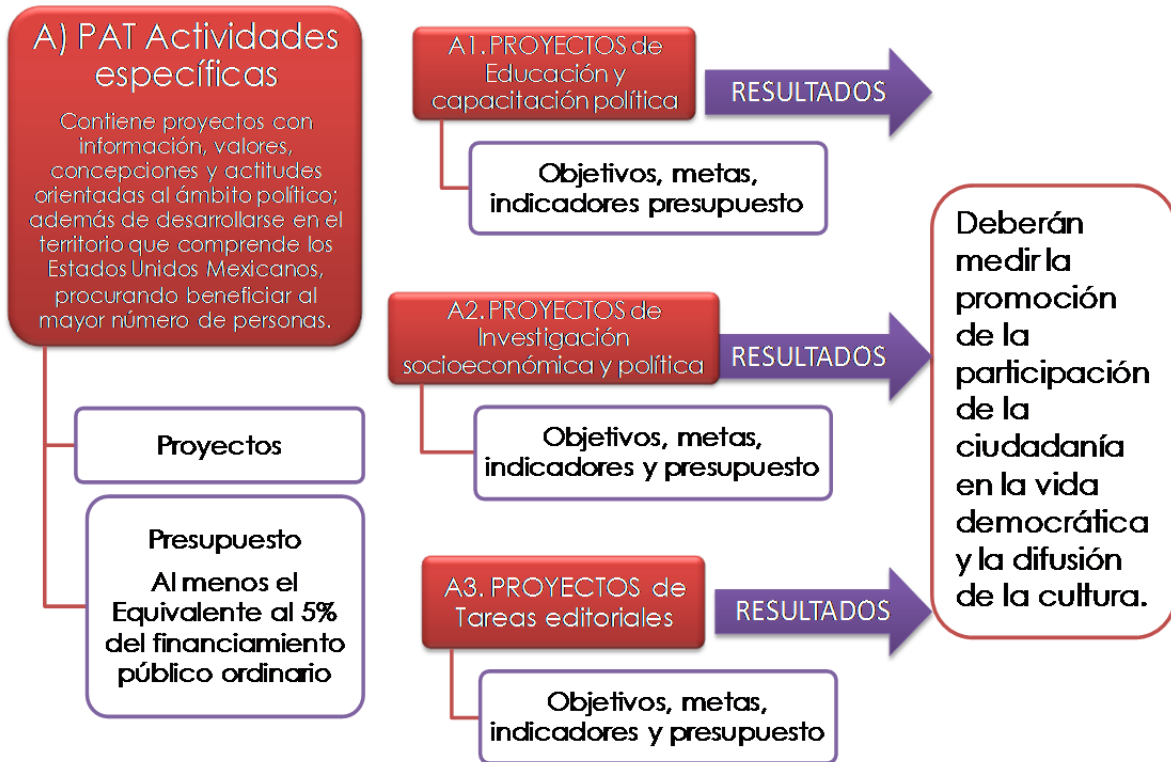 A) PAT Actividades
específicas
Contiene proyectos con
información, valores,
concepciones y actitudes
orientadas al ámbito político;
además de desarrollarse en el
territorio que comprende los
Estados Unidos Mexicanos,
procurando beneficiar al
mayor número de personas.
Proyectos
Presupuesto
Al menos el
Equivalente al 5%
del financiamiento
público ordinario
A1. PROYECTOS de
Educación y
capacitación política
RESULTADOS
Objetivos, metas,
indicadores presupuesto
A2. PROYECTOS de
Investigación
socioeconómica y política
RESULTADOS
Objetivos, metas,
indicadores y presupuesto
A3. PROYECTOS de
Tareas editoriales
RESULTADOS
Objetivos, metas,
indicadores y presupuesto
Deberán
medir la
promoción
de la
participación
de la
ciudadanía
en la vida
democrática
y la difusión
de la cultura.